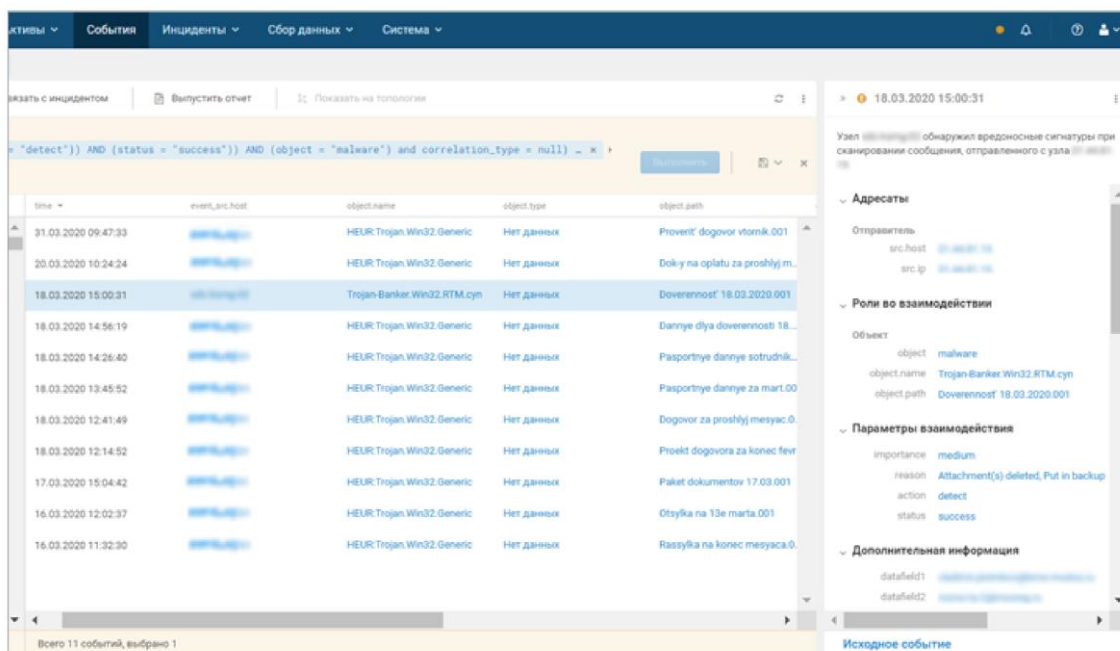 ктивы
События
Инциденты
Сбор данных
Система
вязать с инцидентом
Выпустить отчет
Показать на топологии
= "detect")) AND (status = "success")) AND (object = "malware") and correlation_type = null) …
Выполнить
time event_src.host object.name object.type object.path
31.03.2020 09:47:33 HEUR:Trojan.Win32.Generic Нет данных Proverit' dogovor vtornik.001
20.03.2020 10:24:24 HEUR:Trojan.Win32.Generic Нет данных Dok-y na oplatu za proshlyj m...
18.03.2020 15:00:31 Trojan-Banker.Win32.RTM.cyn Нет данных Doverennost' 18.03.2020.001
18.03.2020 14:56:19 HEUR:Trojan.Win32.Generic Нет данных Dannye dlya doverennosti 18...
18.03.2020 14:26:40 HEUR:Trojan.Win32.Generic Нет данных Pasportnye dannye sotrudnik...
18.03.2020 13:45:52 HEUR:Trojan.Win32.Generic Нет данных Pasportnye dannye za mart.00
18.03.2020 12:41:49 HEUR:Trojan.Win32.Generic Нет данных Dogovor za proshlyj mesyac.0
18.03.2020 12:14:52 HEUR:Trojan.Win32.Generic Нет данных Proekt dogovora za konec fevr
17.03.2020 15:04:42 HEUR:Trojan.Win32.Generic Нет данных Paket dokumentov 17.03.001
16.03.2020 12:02:37 HEUR:Trojan.Win32.Generic Нет данных Otsylka na 13e marta.001
16.03.2020 11:32:30 HEUR:Trojan.Win32.Generic Нет данных Rassylka na konec mesyaca.0
Всего 11 событий, выбрано 1
18.03.2020 15:00:31
Узел обнаружил вредоносные сигнатуры при
сканировании сообщения, отправленного с узла
Адресаты
Отправитель
src.host
src.ip
Роли во взаимодействии
Объект
object malware
object.name Trojan-Banker.Win32.RTM.cyn
object.path Doverennost' 18.03.2020.001
Параметры взаимодействия
importance medium
reason Attachment(s) deleted, Put in backup
action detect
status success
Дополнительная информация
datafield1
datafield2
Исходное событие